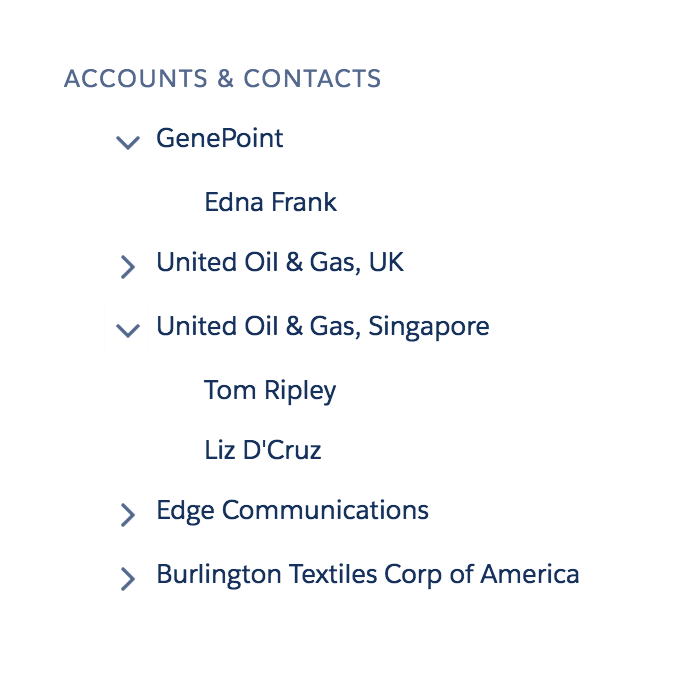 ACCOUNTS & CONTACTS
GenePoint
Edna Frank
United Oil & Gas, UK
United Oil & Gas, Singapore
Tom Ripley
Liz D'Cruz
Edge Communications
Burlington Textiles Corp of America